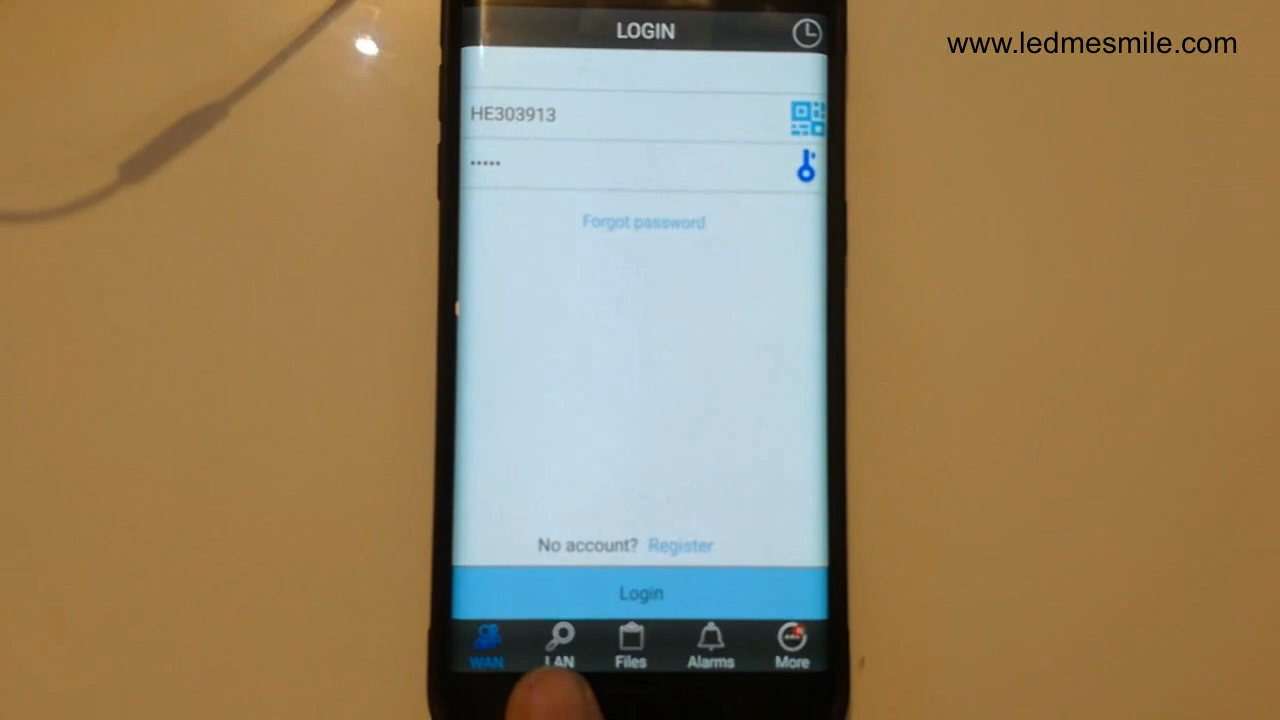 LOGIN
www.ledmesmile.com
HE303913
•••••
Forgot password
No account? Register
Login
WAN LAN Files Alarms More